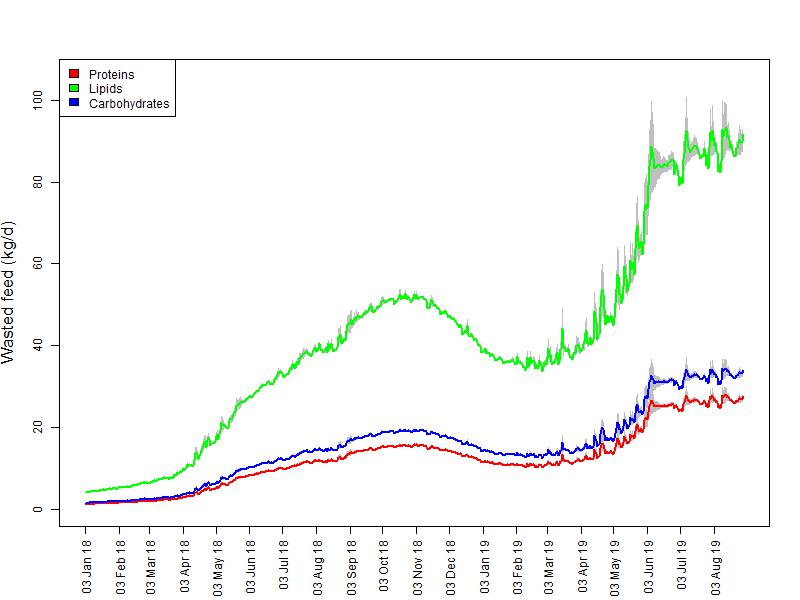 Proteins
Lipids
Carbohydrates
Wasted feed (kg/d)
100
80
60
40
20
0
03 Jan 18
03 Feb 18
03 Mar 18
03 Apr 18
03 May 18
03 Jun 18
03 Jul 18
03 Aug 18
03 Sep 18
03 Oct 18
03 Nov 18
03 Dec 18
03 Jan 19
03 Feb 19
03 Mar 19
03 Apr 19
03 May 19
03 Jun 19
03 Jul 19
03 Aug 19